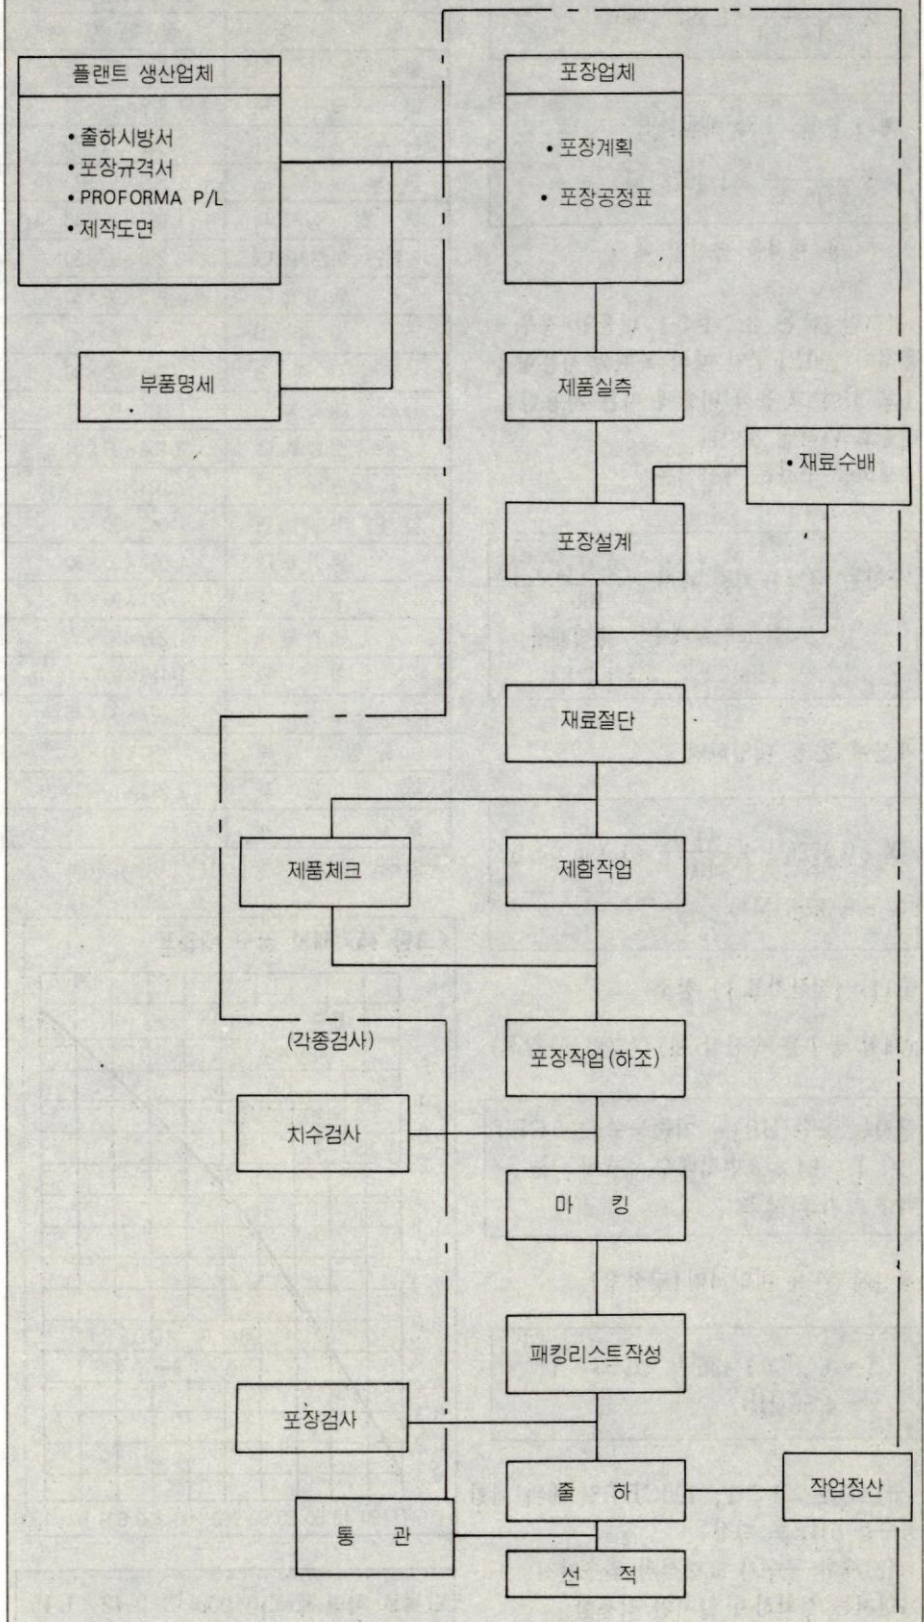 플랜트 생산업체
• 출하시방서
• 포장규격서
• PROFORMA P/L
• 제작도면
포장업체
• 포장계획
• 포장공정표
부품명세
제품실측
• 재료수배
포장설계
재료절단
제품체크
제함작업
(각종검사)
포장작업(하조)
치수검사
마 킹
패킹리스트작성
포장검사
출 하
작업정산
통 관
선 적